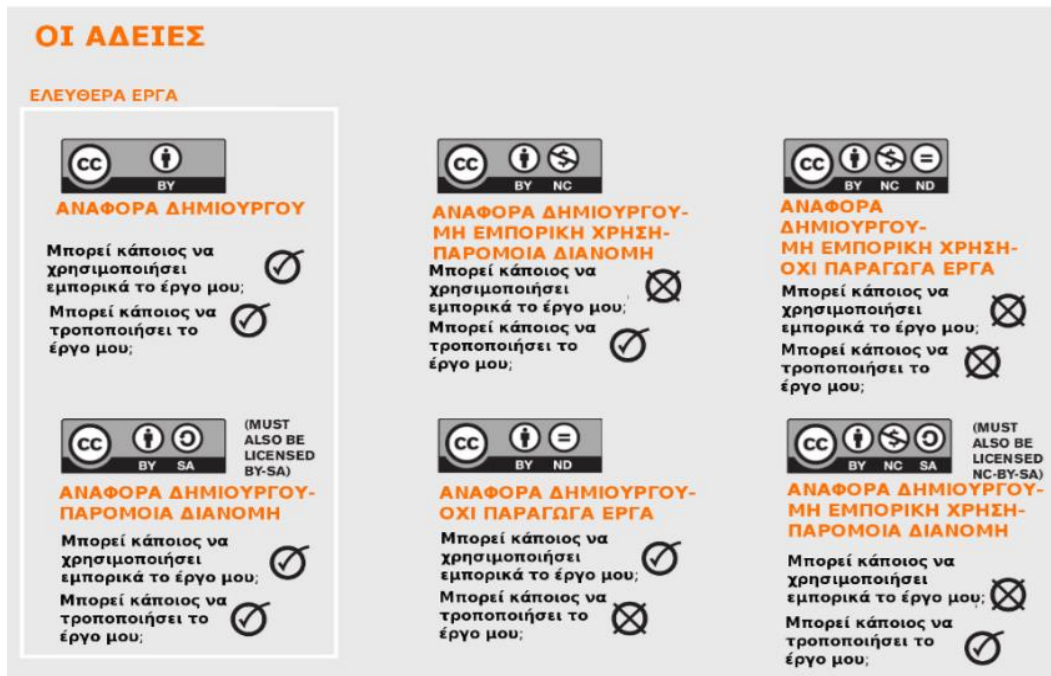 ΟΙ ΑΔΕΙΕΣ
ΕΛΕΥΘΕΡΑ ΕΡΓΑ
cc
BY
ΑΝΑΦΟΡΑ ΔΗΜΙΟΥΡΓΟΥ
Μπορεί κάποιος να
χρησιμοποιήσει
εμπορικά το έργο μου;
Μπορεί κάποιος να
τροποποιήσει το
έργο μου;
cc
BY SA
(MUST
ALSO BE
LICENSED
BY-SA)
ΑΝΑΦΟΡΑ ΔΗΜΙΟΥΡΓΟΥ-
ΠΑΡΟΜΟΙΑ ΔΙΑΝΟΜΗ
Μπορεί κάποιος να
χρησιμοποιήσει
εμπορικά το έργο μου;
Μπορεί κάποιος να
τροποποιήσει το
έργο μου;
cc $
BY NC
ΑΝΑΦΟΡΑ ΔΗΜΙΟΥΡΓΟΥ-
ΜΗ ΕΜΠΟΡΙΚΗ ΧΡΗΣΗ-
ΠΑΡΟΜΟΙΑ ΔΙΑΝΟΜΗ
Μπορεί κάποιος να
χρησιμοποιήσει
εμπορικά το έργο μου;
Μπορεί κάποιος να
τροποποιήσει το
έργο μου;
cc =
BY ND
ΑΝΑΦΟΡΑ ΔΗΜΙΟΥΡΓΟΥ-
ΟΧΙ ΠΑΡΑΓΩΓΑ ΕΡΓΑ
Μπορεί κάποιος να
χρησιμοποιήσει
εμπορικά το έργο μου;
Μπορεί κάποιος να
τροποποιήσει το
έργο μου;
cc $ =
BY NC ND
ΑΝΑΦΟΡΑ
ΔΗΜΙΟΥΡΓΟΥ-
ΜΗ ΕΜΠΟΡΙΚΗ ΧΡΗΣΗ-
ΟΧΙ ΠΑΡΑΓΩΓΑ ΕΡΓΑ
Μπορεί κάποιος να
χρησιμοποιήσει
εμπορικά το έργο μου;
Μπορεί κάποιος να
τροποποιήσει το
έργο μου;
cc $
BY NC SA
(MUST
ALSO BE
LICENSED
NC-BY-SA)
ΑΝΑΦΟΡΑ ΔΗΜΙΟΥΡΓΟΥ-
ΜΗ ΕΜΠΟΡΙΚΗ ΧΡΗΣΗ-
ΠΑΡΟΜΟΙΑ ΔΙΑΝΟΜΗ
Μπορεί κάποιος να
χρησιμοποιήσει
εμπορικά το έργο μου;
Μπορεί κάποιος να
τροποποιήσει το
έργο μου;